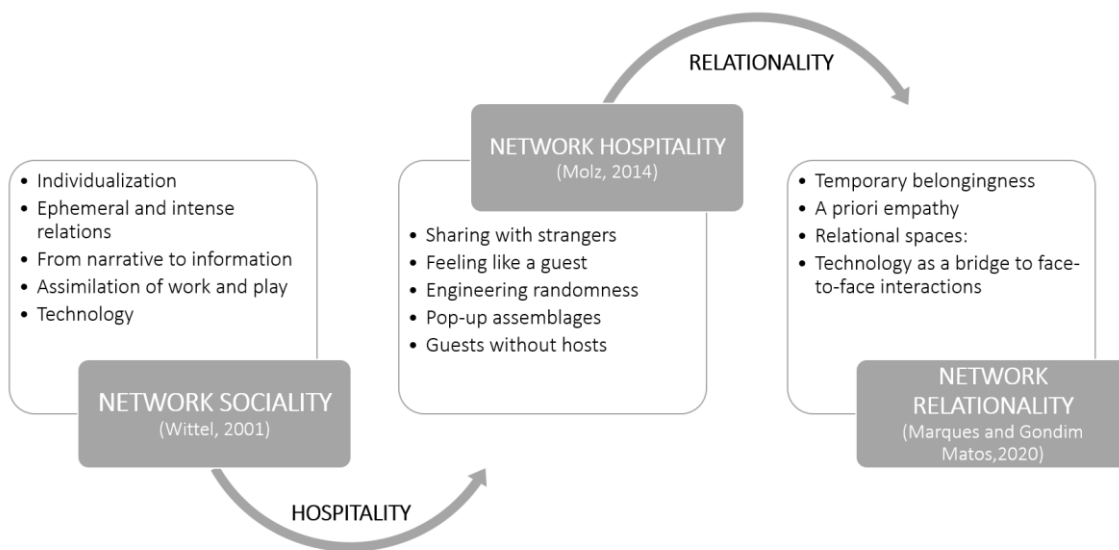 • Individualization
• Ephemeral and intense
relations
• From narrative to information
• Assimilation of work and play
• Technology
NETWORK SOCIALITY
(Wittel, 2001)
HOSPITALITY
NETWORK HOSPITALITY
(Molz, 2014)
• Sharing with strangers
• Feeling like a guest
• Engineering randomness
• Pop-up assemblages
• Guests without hosts
RELATIONALITY
• Temporary belongingness
• A priori empathy
• Relational spaces:
• Technology as a bridge to face-
to-face interactions
NETWORK
RELATIONALITY
(Marques and Gondim
Matos,2020)